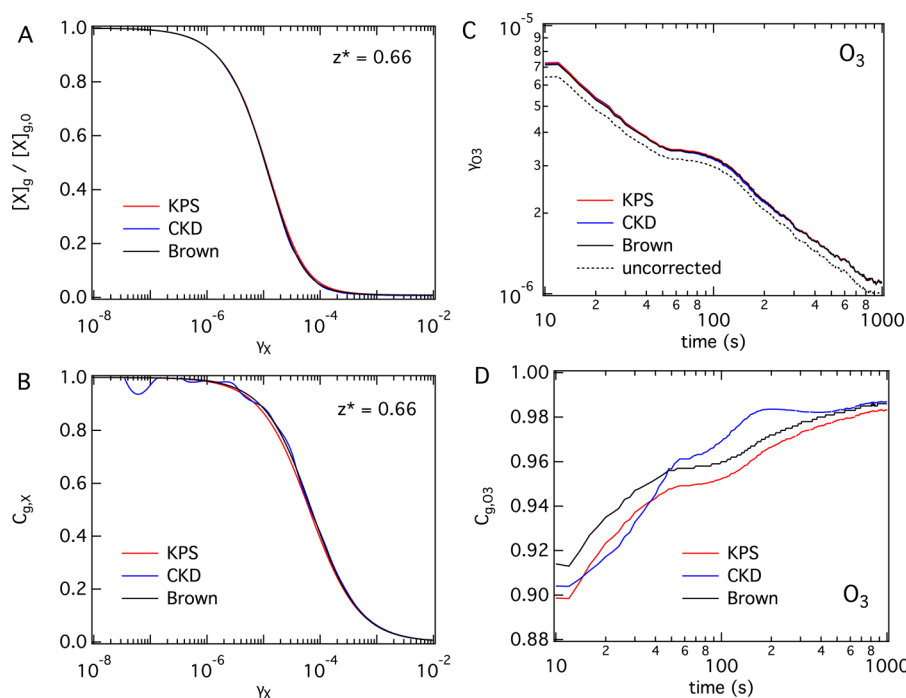 A
1.0
0.8
0.6
0.4
0.2
0.0
[X]g / [X]g,0
z* = 0.66
KPS
CKD
Brown
10-8
10-6
10-4
10-2
γX
B
1.0
0.8
0.6
0.4
0.2
0.0
Cg,X
z* = 0.66
KPS
CKD
Brown
10-8
10-6
10-4
10-2
γX
C
10-5
9
8
7
6
5
4
3
2
10-6
γO3
O3
KPS
CKD
Brown
uncorrected
10
2
4
6
8
100
2
4
6
8
1000
time (s)
D
1.00
0.98
0.96
0.94
0.92
0.90
0.88
Cg,O3
KPS
CKD
Brown
O3
10
2
4
6
8
100
2
4
6
8
1000
time (s)